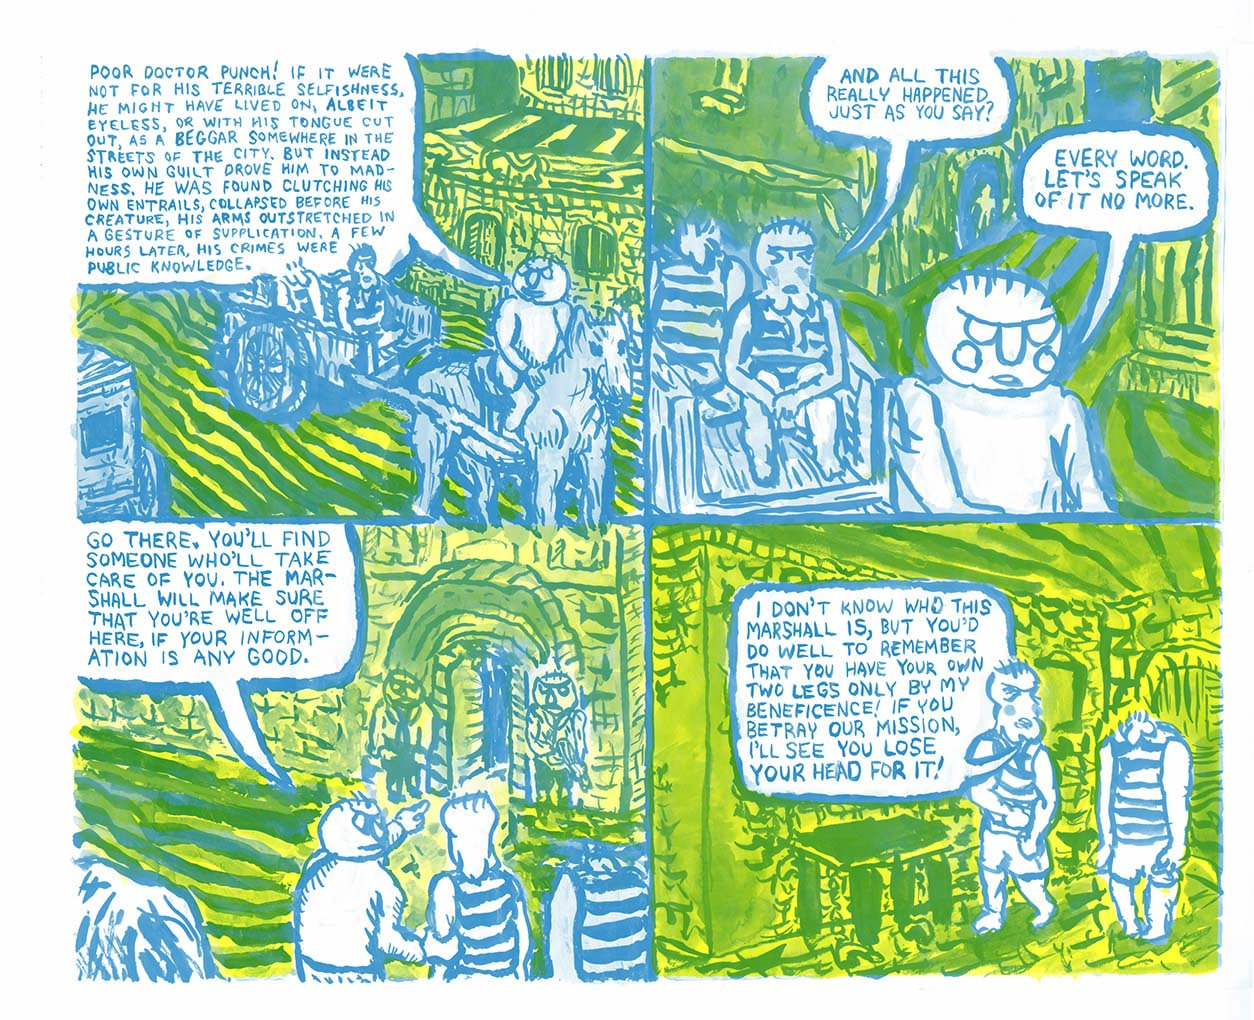 POOR DOCTOR PUNCH! IF IT WERE
NOT FOR HIS TERRIBLE SELFISHNESS,
HE MIGHT HAVE LIVED ON, ALBEIT
EYELESS, OR WITH HIS TONGUE CUT
OUT, AS A BEGGAR SOMEWHERE IN THE
STREETS OF THE CITY. BUT INSTEAD
HIS OWN GUILT DROVE HIM TO MAD-
NESS. HE WAS FOUND CLUTCHING HIS
OWN ENTRAILS, COLLAPSED BEFORE HIS
CREATURE, HIS ARMS OUTSTRETCHED IN
A GESTURE OF SUPPLICATION. A FEW
HOURS LATER, HIS CRIMES WERE
PUBLIC KNOWLEDGE.
AND ALL THIS
REALLY HAPPENED
JUST AS YOU SAY?
EVERY WORD.
LET'S SPEAK
OF IT NO MORE.
GO THERE, YOU'LL FIND
SOMEONE WHO'LL TAKE
CARE OF YOU. THE MAR-
SHALL WILL MAKE SURE
THAT YOU'RE WELL OFF
HERE, IF YOUR INFORM-
ATION IS ANY GOOD.
I DON'T KNOW WHO THIS
MARSHALL IS, BUT YOU'D
DO WELL TO REMEMBER
THAT YOU HAVE YOUR OWN
TWO LEGS ONLY BY MY
BENEFICENCE! IF YOU
BETRAY OUR MISSION,
I'LL SEE YOU LOSE
YOUR HEAD FOR IT!